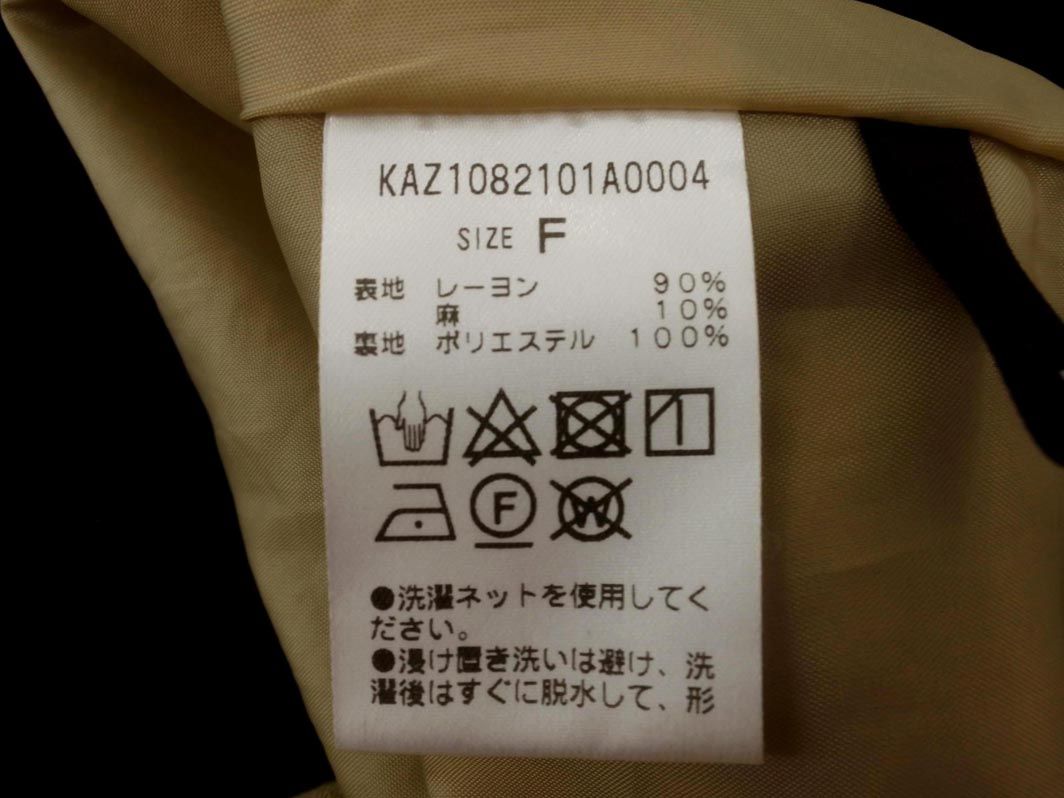 KAZ1082101A0004
SIZE F
表地 レーヨン 90%
麻 10%
裏地 ポリエステル 100%
F W
●洗濯ネットを使用してく
ださい。
●浸け置き洗いは避け、洗
濯後はすぐに脱水して、形